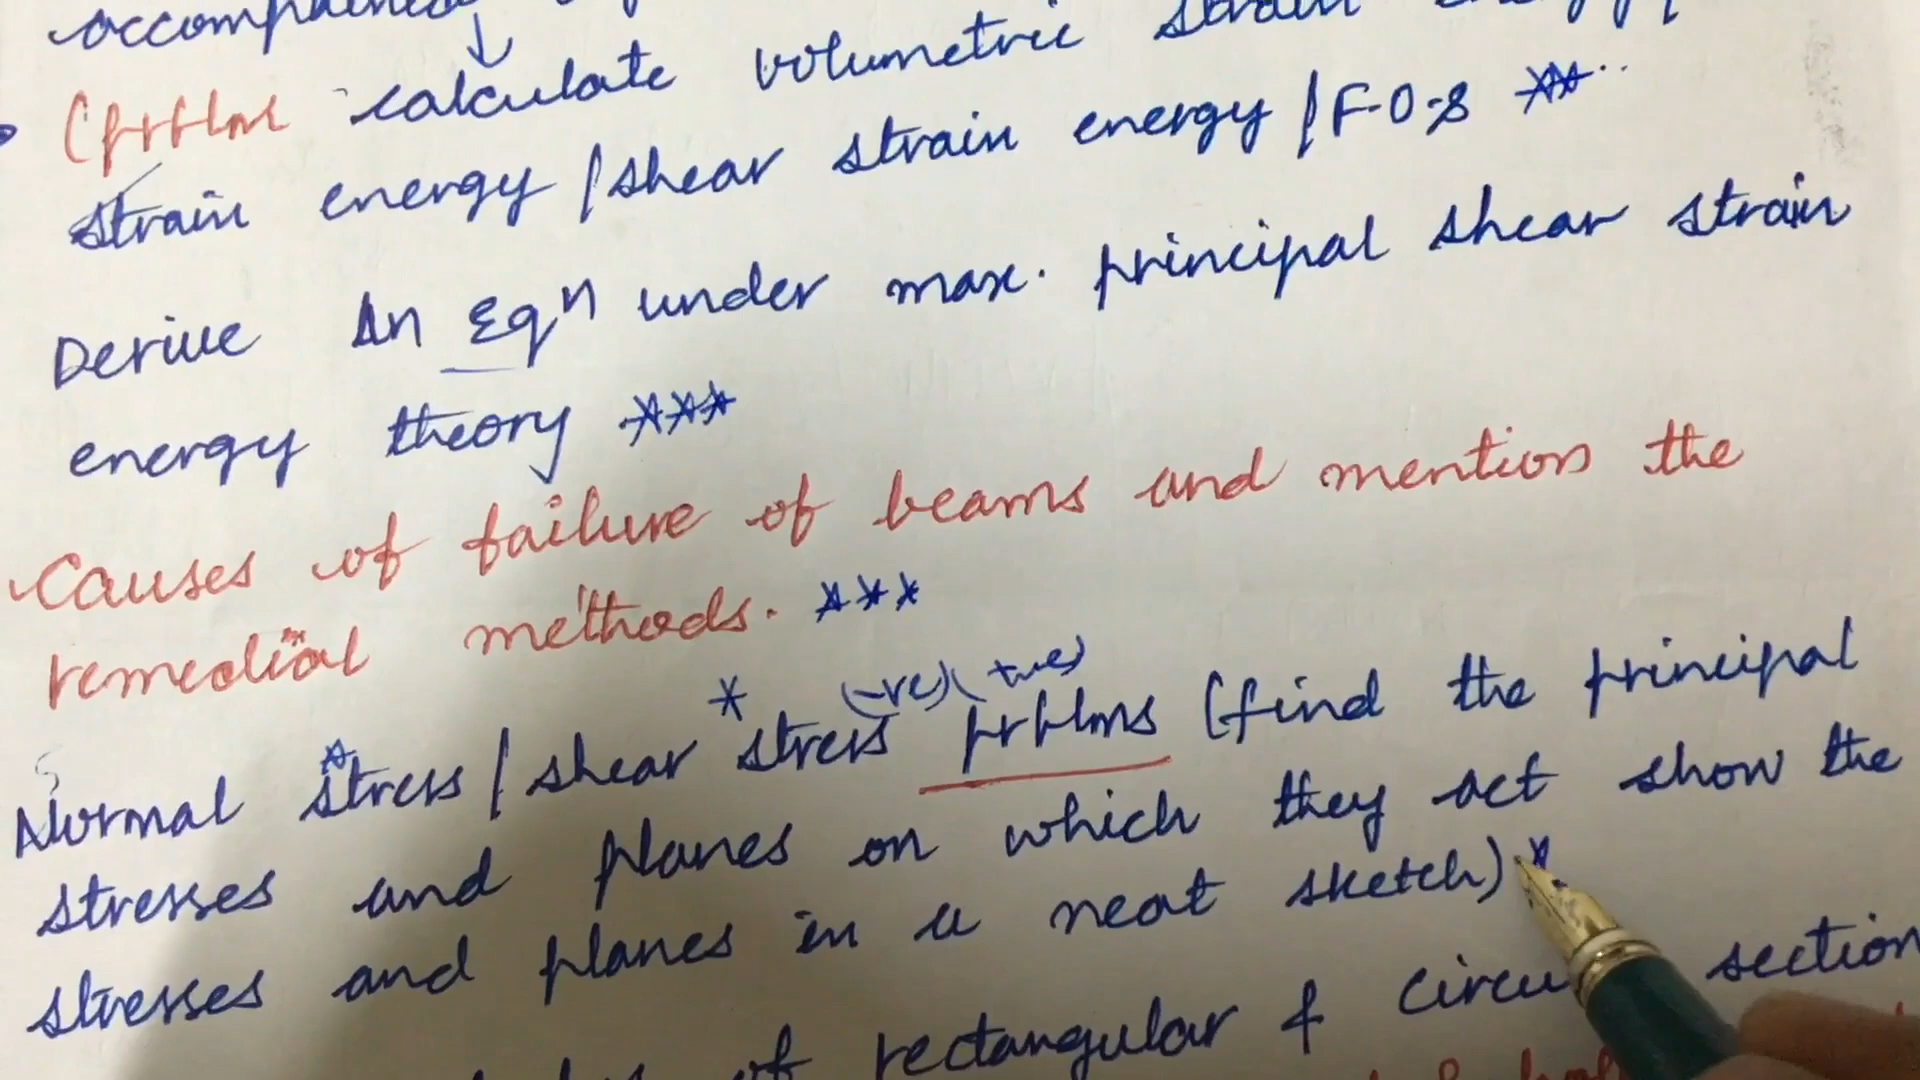 (prblms calculate volumetric strain
strain energy / shear strain energy / F.O.S **
Derive An Eqn under max. principal shear strain
energy theory ***
Causes of failure of beams and mention the
remedial methods. ***
(-ve) (+ve)
Normal stress / shear stress prblms (find the principal
stresses and planes on which they act show the
stresses and planes in a neat sketch) *
of rectangular & section